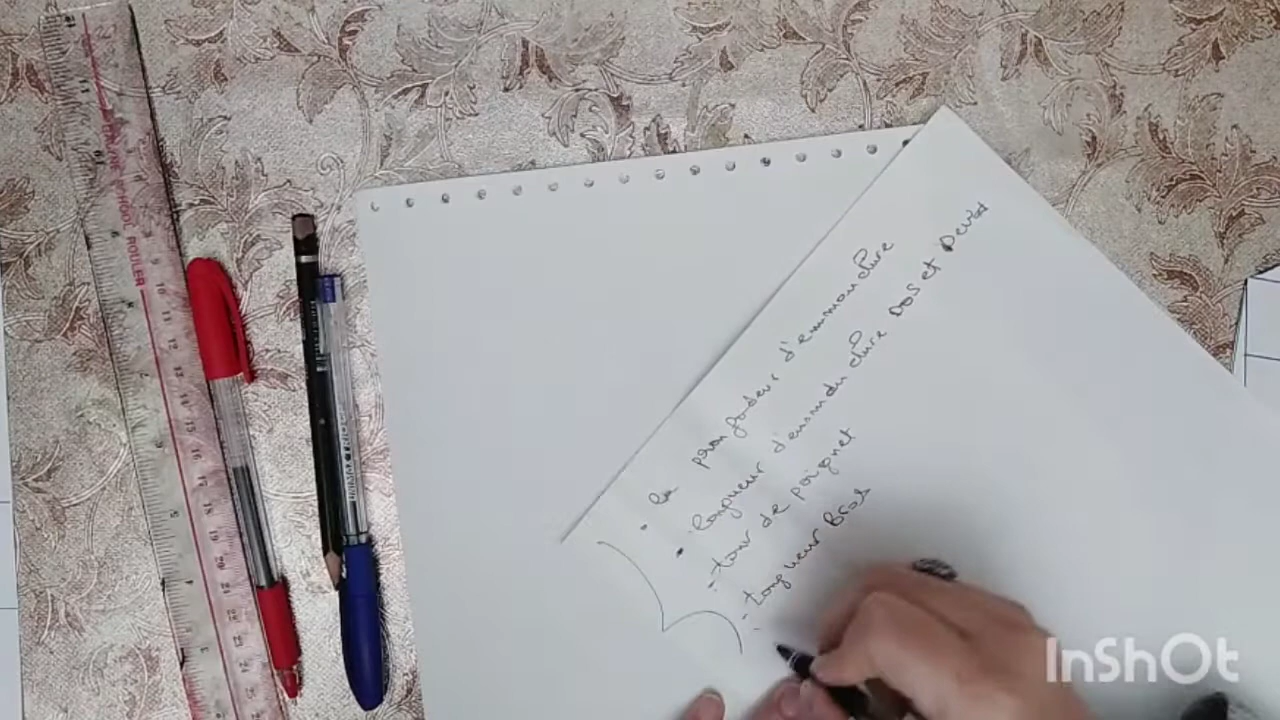 • la profondeur d'emmanchure
• longueur d'emmanchure DOS et Devant
- tour de poignet
- longueur Bras
InShOt